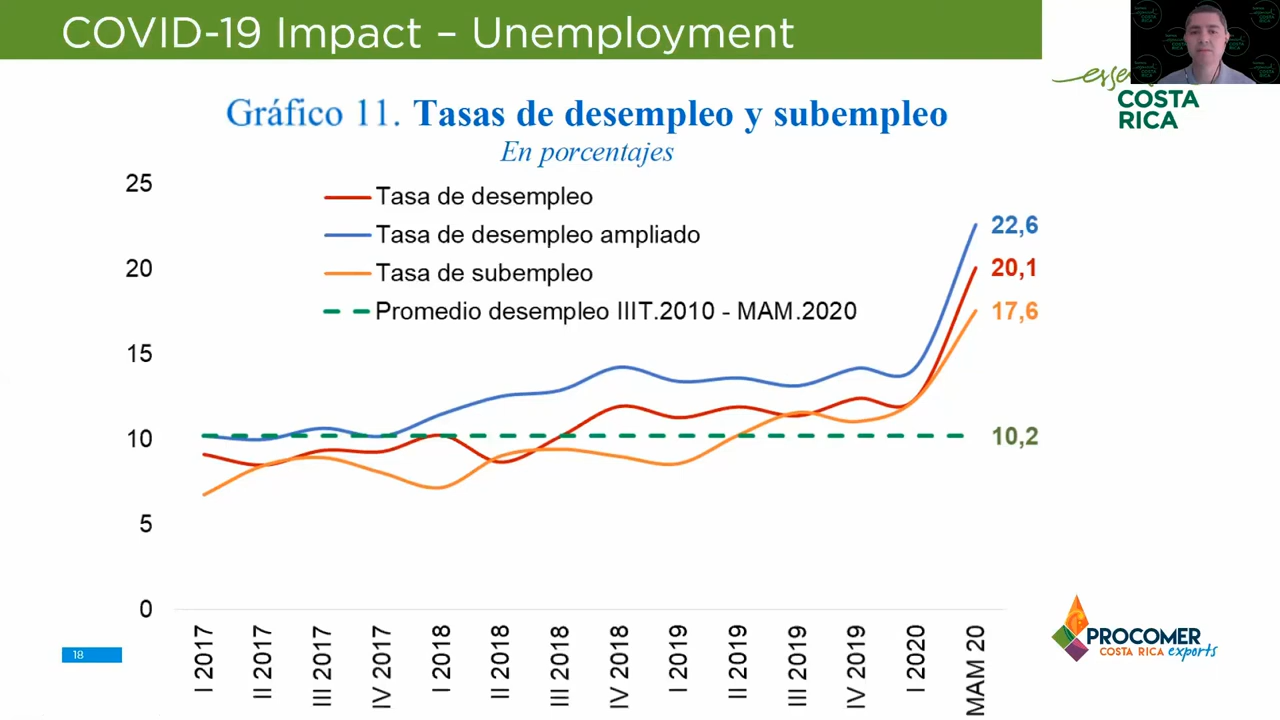 COVID-19 Impact – Unemployment
COSTA
RICA
Gráfico 11. Tasas de desempleo y subempleo
En porcentajes
Tasa de desempleo
Tasa de desempleo ampliado
Tasa de subempleo
Promedio desempleo IIIT.2010 - MAM.2020
25
20
15
10
5
0
22,6
20,1
17,6
10,2
I 2017
II 2017
III 2017
IV 2017
I 2018
II 2018
III 2018
IV 2018
I 2019
II 2019
III 2019
IV 2019
I 2020
MAM 20
18
PROCOMER
COSTA RICA exports